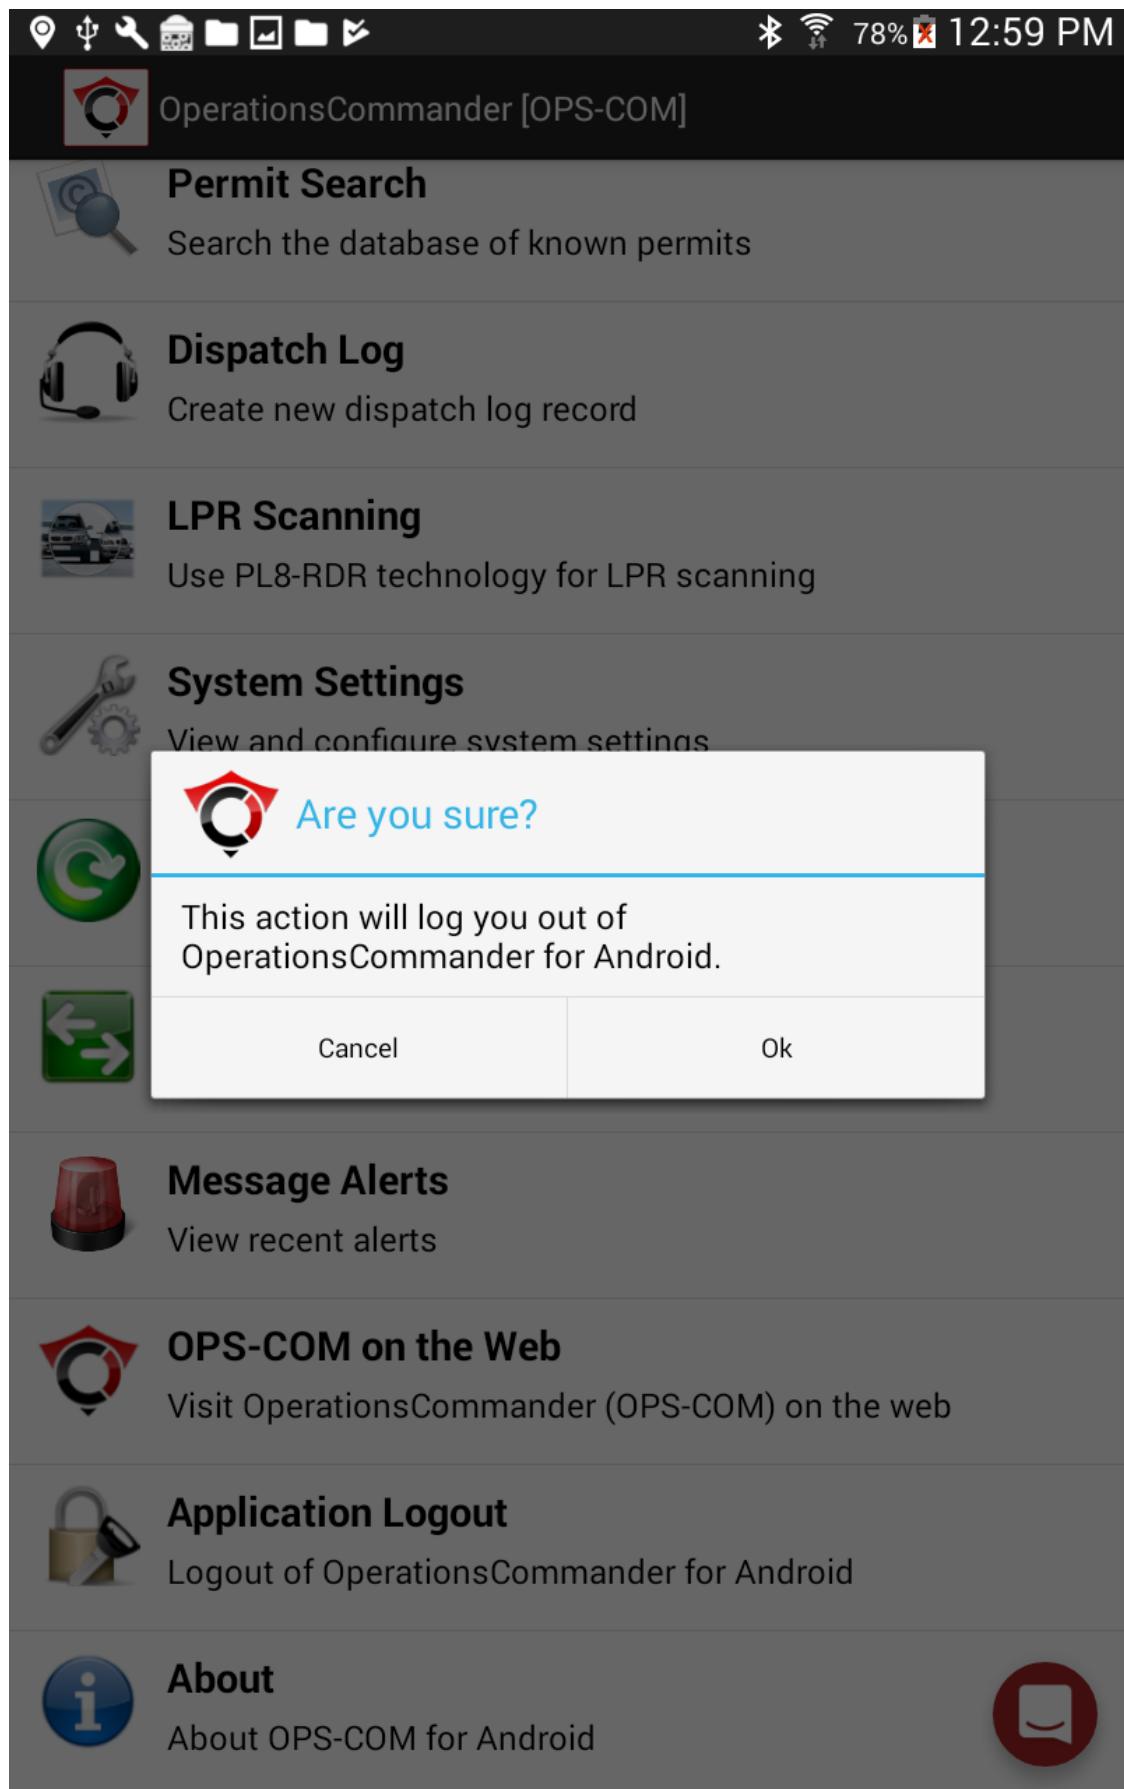 78% 12:59 PM
OperationsCommander [OPS-COM]
Permit Search
Search the database of known permits
Dispatch Log
Create new dispatch log record
LPR Scanning
Use PL8-RDR technology for LPR scanning
System Settings
View and configure system settings
Are you sure?
This action will log you out of
OperationsCommander for Android.
Cancel Ok
Message Alerts
View recent alerts
OPS-COM on the Web
Visit OperationsCommander (OPS-COM) on the web
Application Logout
Logout of OperationsCommander for Android
About
About OPS-COM for Android